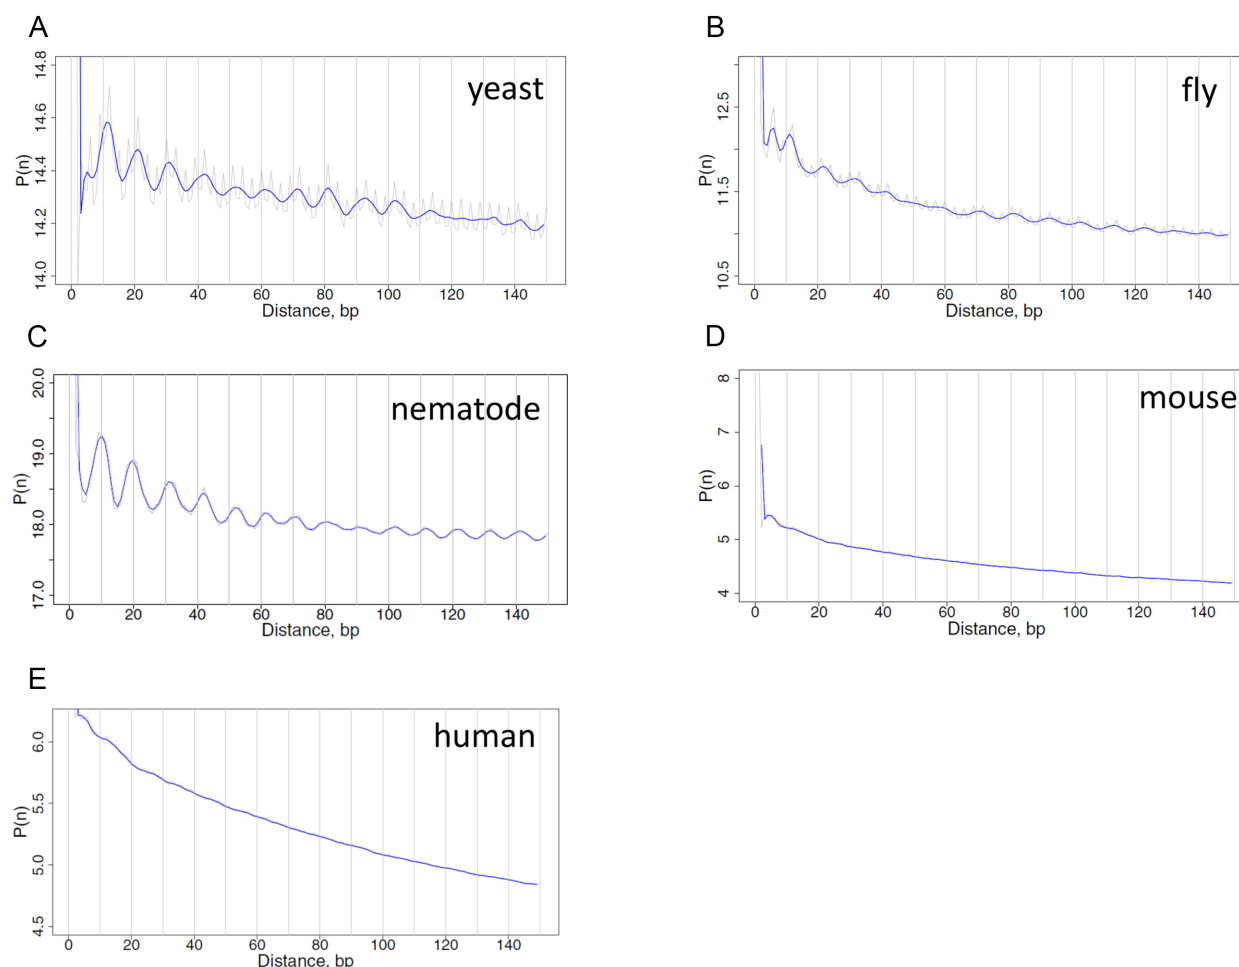 A
yeast
14.8
14.6
14.4
14.2
14.0
P(n)
0 20 40 60 80 100 120 140
Distance, bp
B
fly
12.5
11.5
10.5
P(n)
0 20 40 60 80 100 120 140
Distance, bp
C
nematode
20.0
19.0
18.0
17.0
P(n)
0 20 40 60 80 100 120 140
Distance, bp
D
mouse
8
7
6
5
4
P(n)
0 20 40 60 80 100 120 140
Distance, bp
E
human
6.0
5.5
5.0
4.5
P(n)
0 20 40 60 80 100 120 140
Distance, bp